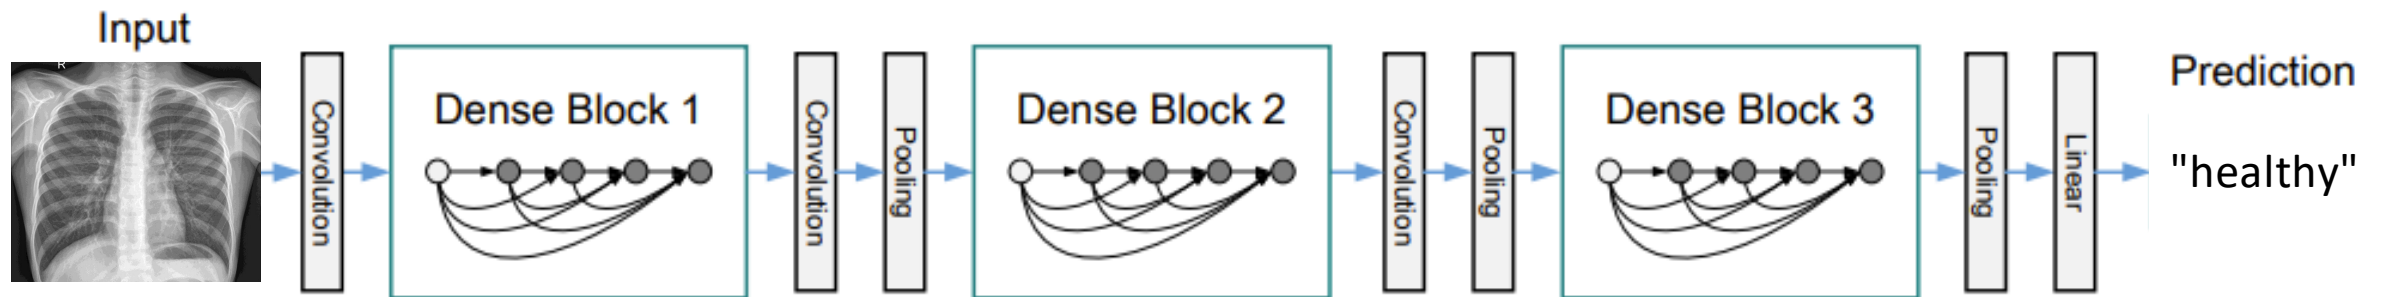 Input
R
Convolution
Dense Block 1
Convolution
Pooling
Dense Block 2
Convolution
Pooling
Dense Block 3
Pooling
Linear
Prediction
"healthy"